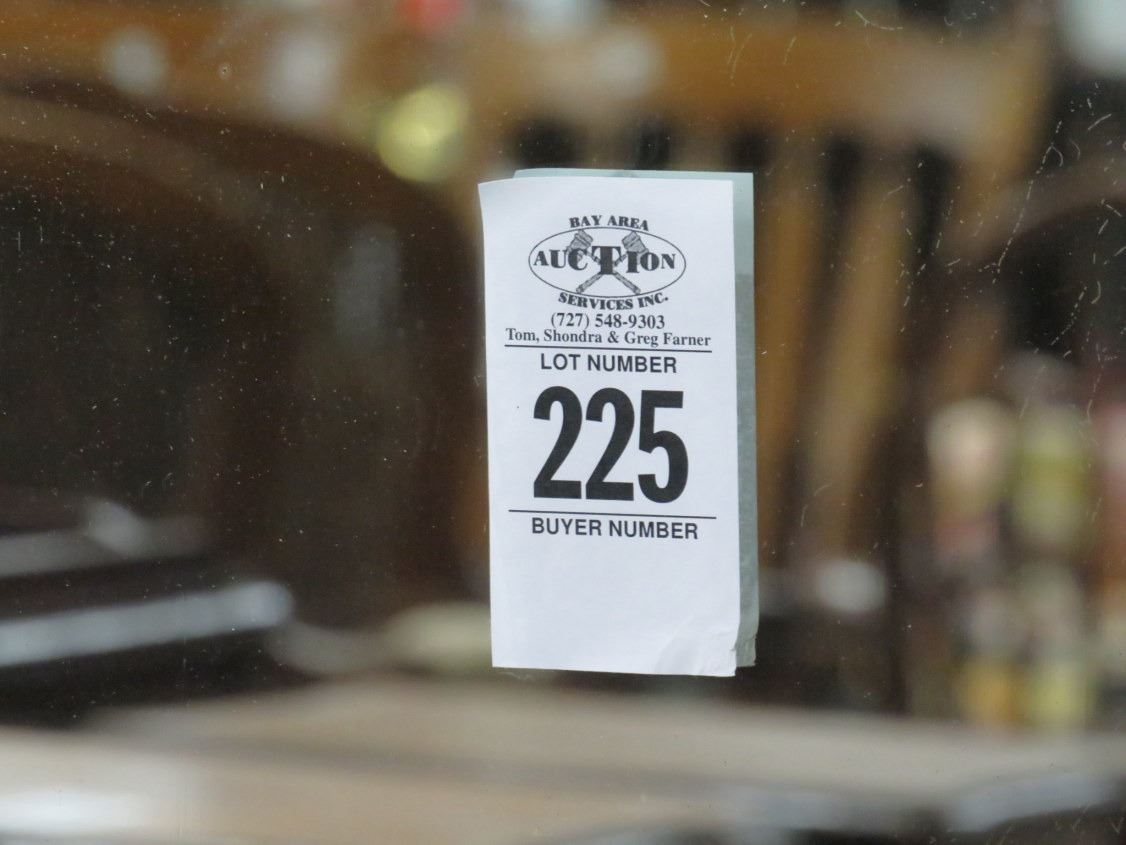 BAY AREA
AUCTION
SERVICES INC.
(727) 548-9303
Tom, Shondra & Greg Farner
LOT NUMBER
225
BUYER NUMBER